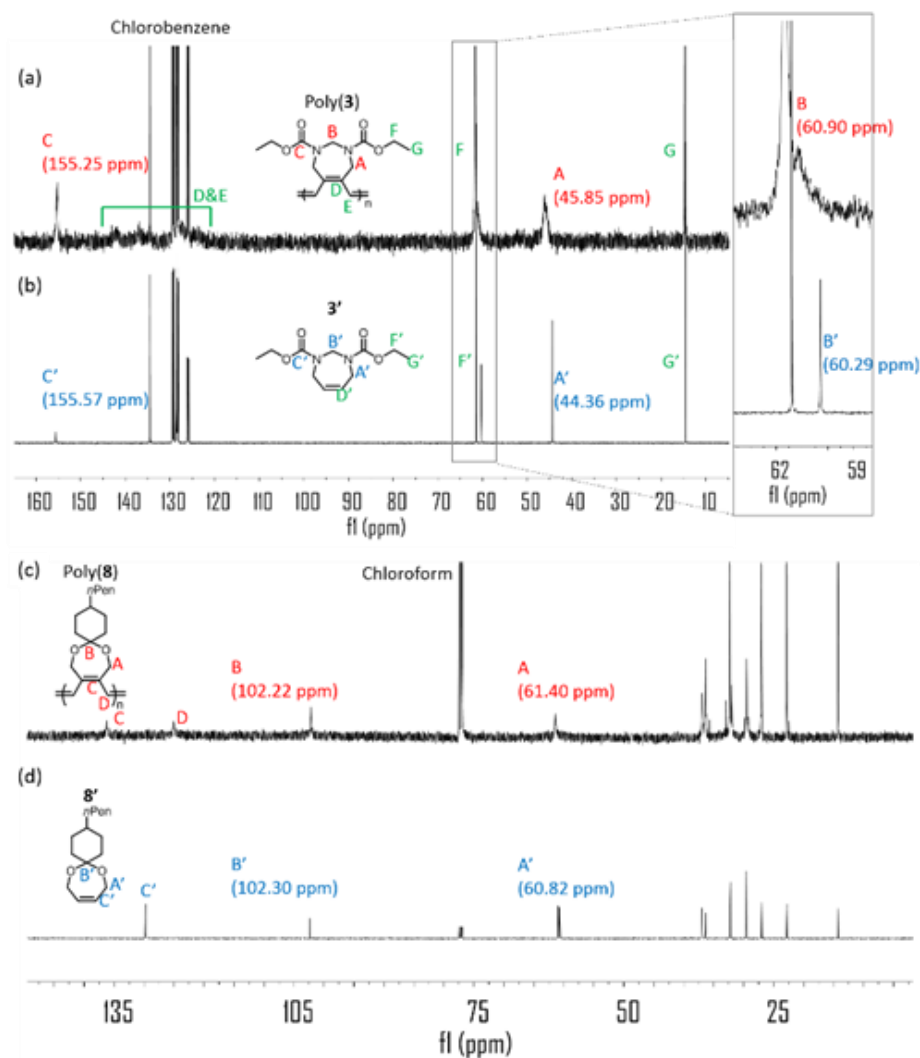 Chlorobenzene
(a)
Poly(3)
C
(155.25 ppm)
D&E
O
O
B
O
N
N
O
F
C
A
G
D
E
n
F
A
(45.85 ppm)
G
B
(60.90 ppm)
(b)
3'
C'
(155.57 ppm)
O
O
B'
O
N
N
O
F'
C'
A'
G'
D'
F'
A'
(44.36 ppm)
G'
B'
(60.29 ppm)
160 150 140 130 120 110 100 90 80 70 60 50 40 30 20 10
f1 (ppm)
62 59
f1 (ppm)
(c)
Poly(8)
nPen
O
B
O
A
C
D
n
C
D
Chloroform
B
(102.22 ppm)
A
(61.40 ppm)
(d)
8'
nPen
O
B'
O
A'
C'
C'
B'
(102.30 ppm)
A'
(60.82 ppm)
135 105 75 50 25
f1 (ppm)